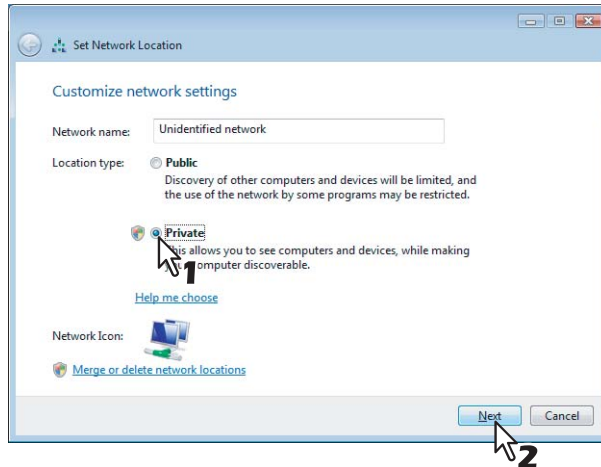 Set Network Location
Customize network settings
Network name:
Unidentified network
Location type:
Public
Discovery of other computers and devices will be limited, and
the use of the network by some programs may be restricted.
Private
This allows you to see computers and devices, while making
computer discoverable.
1
Help me choose
Network Icon:
Merge or delete network locations
Next
Cancel
2